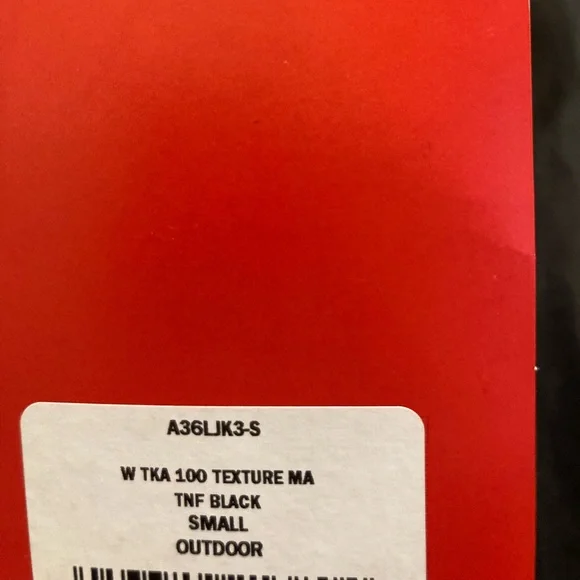 A36LJK3-S
W TKA 100 TEXTURE MA
TNF BLACK
SMALL
OUTDOOR